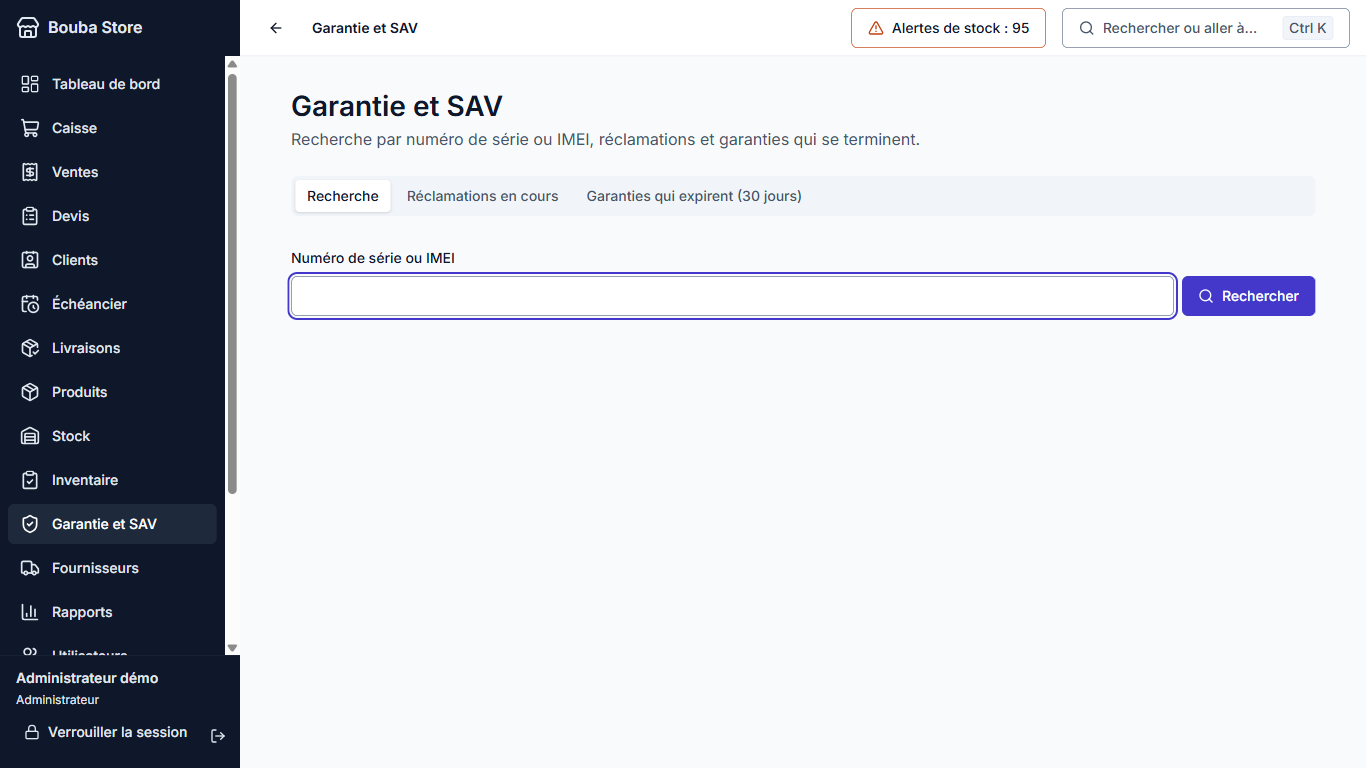 Bouba Store
Garantie et SAV
Alertes de stock : 95
Rechercher ou aller à...
Ctrl K
Tableau de bord
Caisse
Ventes
Devis
Clients
Échéancier
Livraisons
Produits
Stock
Inventaire
Garantie et SAV
Fournisseurs
Rapports
Utilisateurs
Administrateur démo
Administrateur
Verrouiller la session
Garantie et SAV
Recherche par numéro de série ou IMEI, réclamations et garanties qui se terminent.
Recherche
Réclamations en cours
Garanties qui expirent (30 jours)
Numéro de série ou IMEI
Rechercher